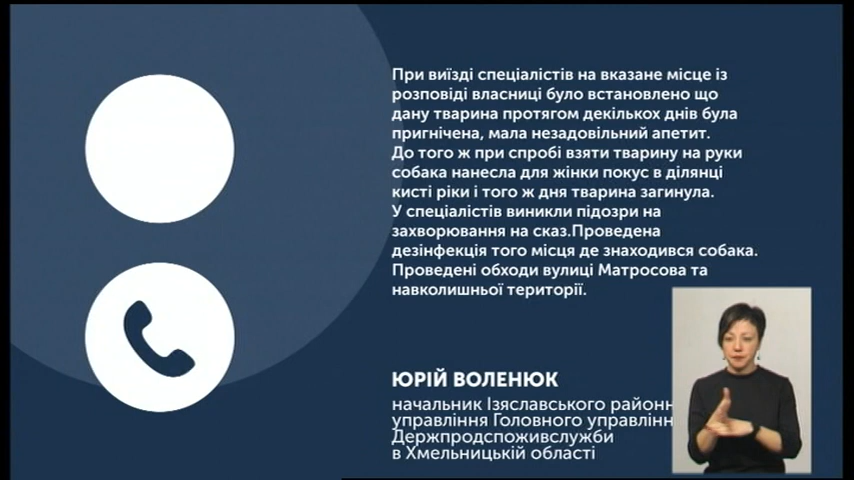 При виїзді спеціалістів на вказане місце із
розповіді власниці було встановлено що
дану тварина протягом декількох днів була
пригнічена, мала незадовільний апетит.
До того ж при спробі взяти тварину на руки
собака нанесла для жінки покус в ділянці
кисті ріки і того ж дня тварина загинула.
У спеціалістів виникли підозри на
захворювання на сказ.Проведена
дезінфекція того місця де знаходився собака.
Проведені обходи вулиці Матросова та
навколишньої території.
ЮРІЙ ВОЛЕНЮК
начальник Ізяславського районн
управління Головного управлінн
Держпродспоживслужби
в Хмельницькій області